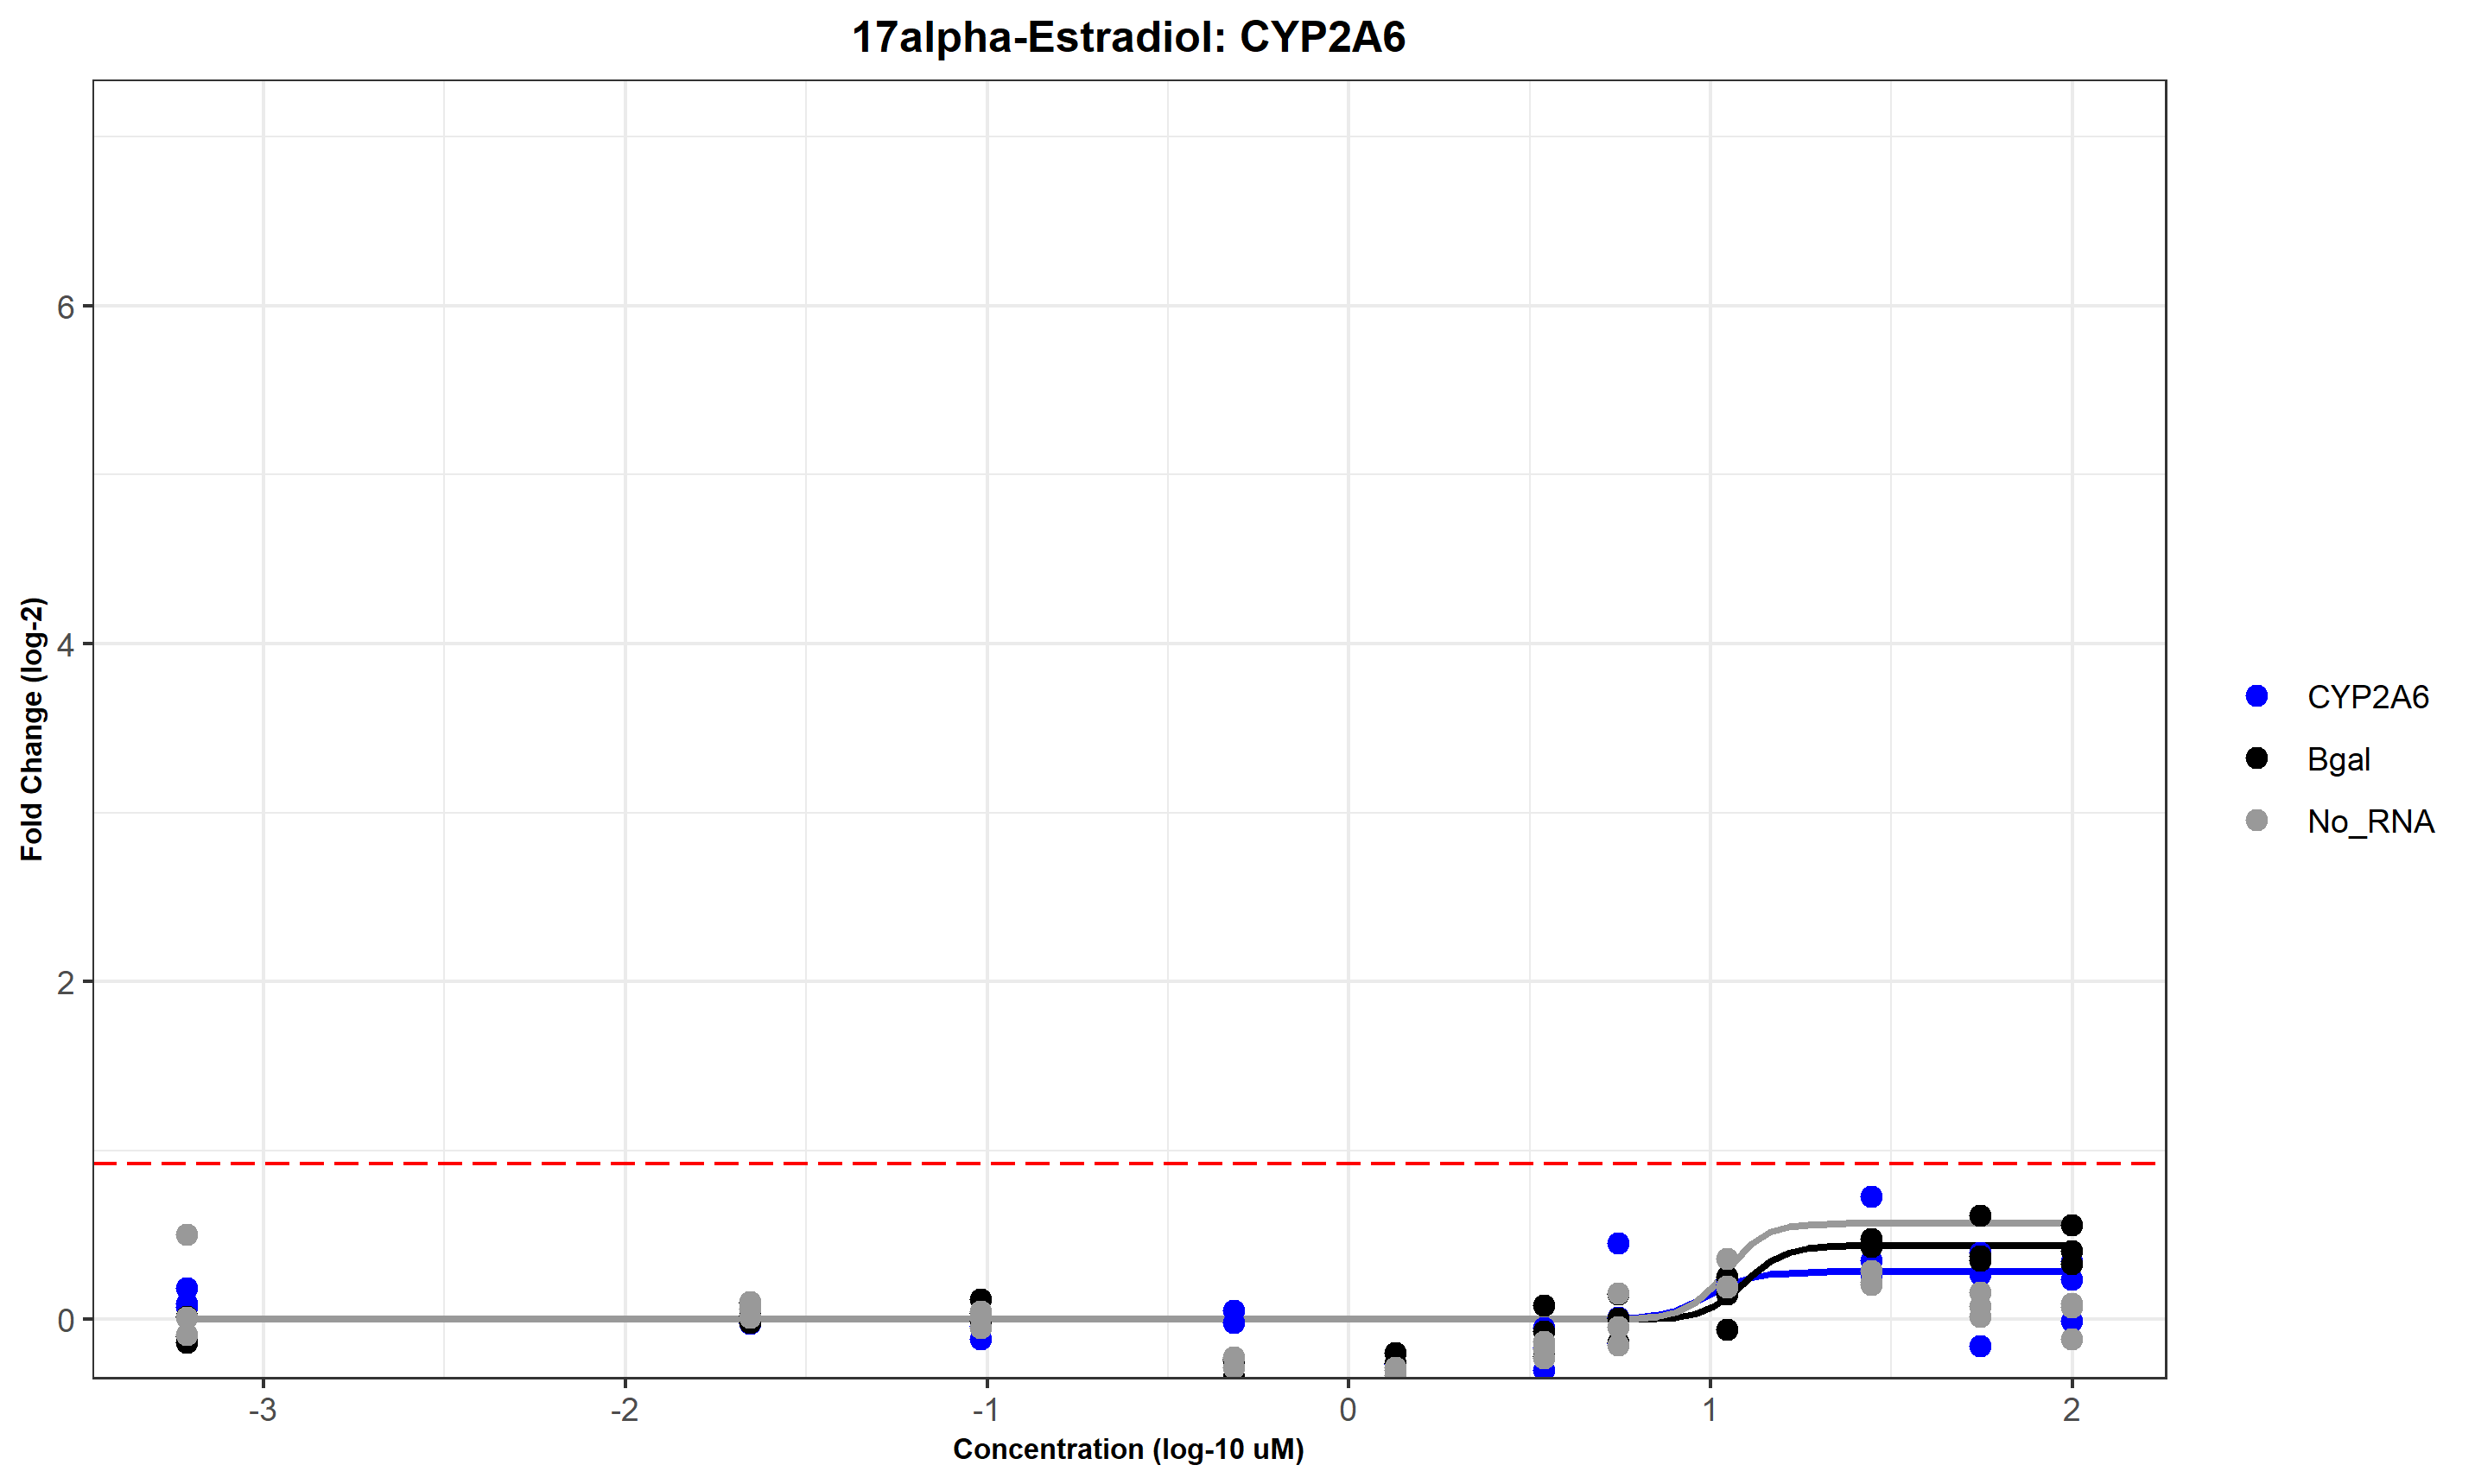 17alpha-Estradiol: CYP2A6
Fold Change (log-2)
6
4
2
0
-3
-2
-1
0
1
2
Concentration (log-10 uM)
CYP2A6
Bgal
No_RNA